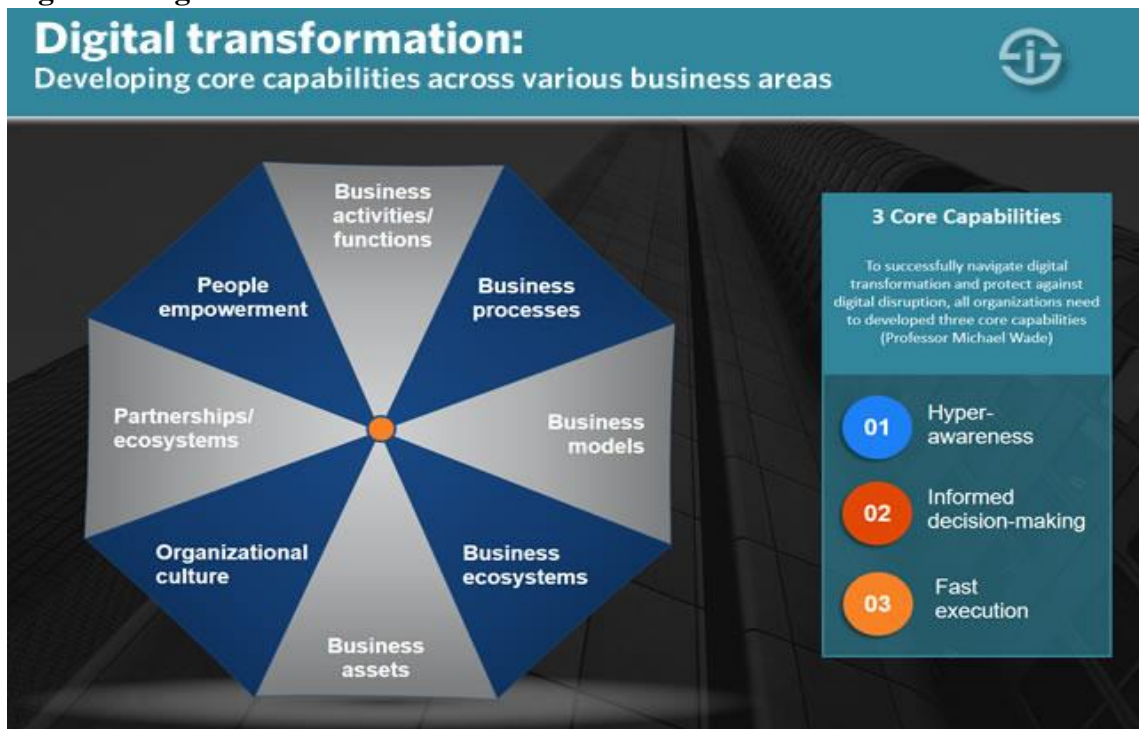 Digital transformation:
Developing core capabilities across various business areas
Business
activities/
functions
Business
processes
Business
models
Business
ecosystems
Business
assets
Organizational
culture
Partnerships/
ecosystems
People
empowerment
3 Core Capabilities
To successfully navigate digital
transformation and protect against
digital disruption, all organizations need
to developed three core capabilities
(Professor Michael Wade)
01
Hyper-
awareness
02
Informed
decision-making
03
Fast
execution